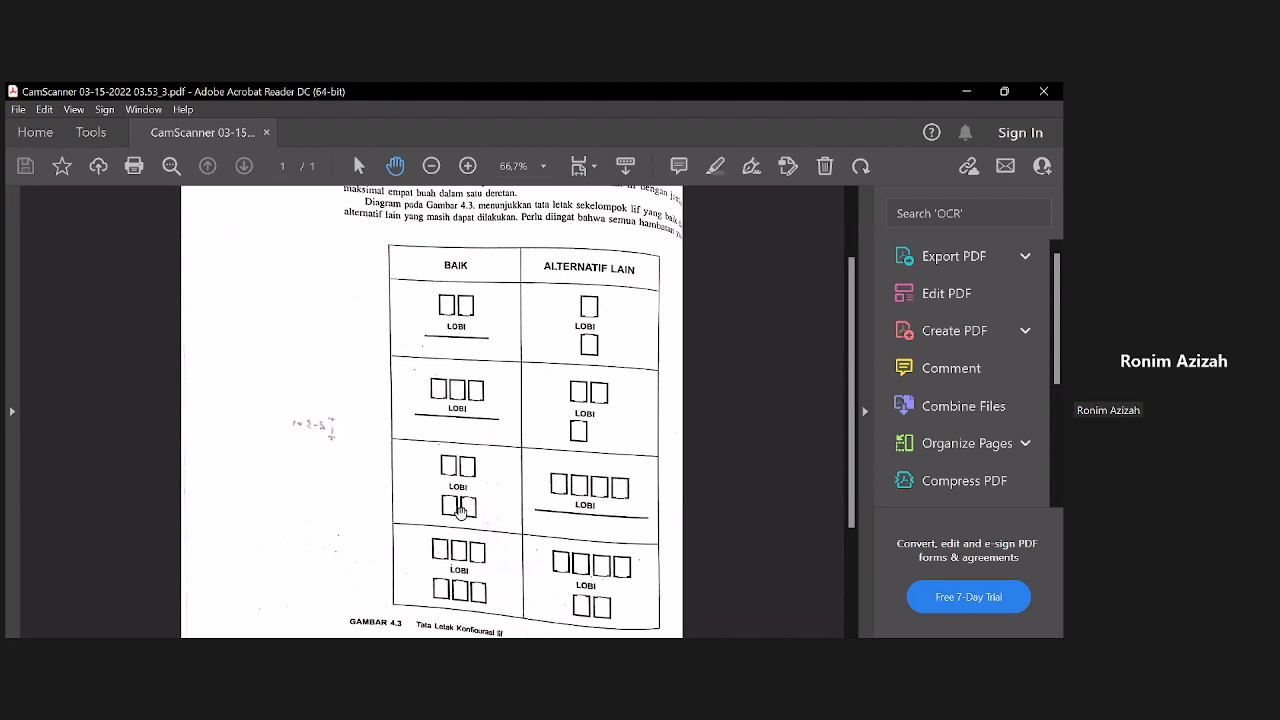 CamScanner 03-15-2022 03.53_3.pdf - Adobe Acrobat Reader DC (64-bit)
File Edit View Sign Window Help
Home Tools CamScanner 03-15... × Sign In
1 / 1 66,7%
maksimal empat buah dalam satu deretan.
Diagram pada Gambar 4.3. menunjukkan tata letak sekelompok lif yang baik
alternatif lain yang masih dapat dilakukan. Perlu diingat bahwa semua hambatan
BAIK ALTERNATIF LAIN
LOBI LOBI
LOBI LOBI
LOBI LOBI
LOBI LOBI
GAMBAR 4.3 Tata Letak Konfigurasi lif
Search 'OCR'
Export PDF
Edit PDF
Create PDF
Comment
Combine Files
Organize Pages
Compress PDF
Convert, edit and e-sign PDF
forms & agreements
Free 7-Day Trial
Ronim Azizah
Ronim Azizah